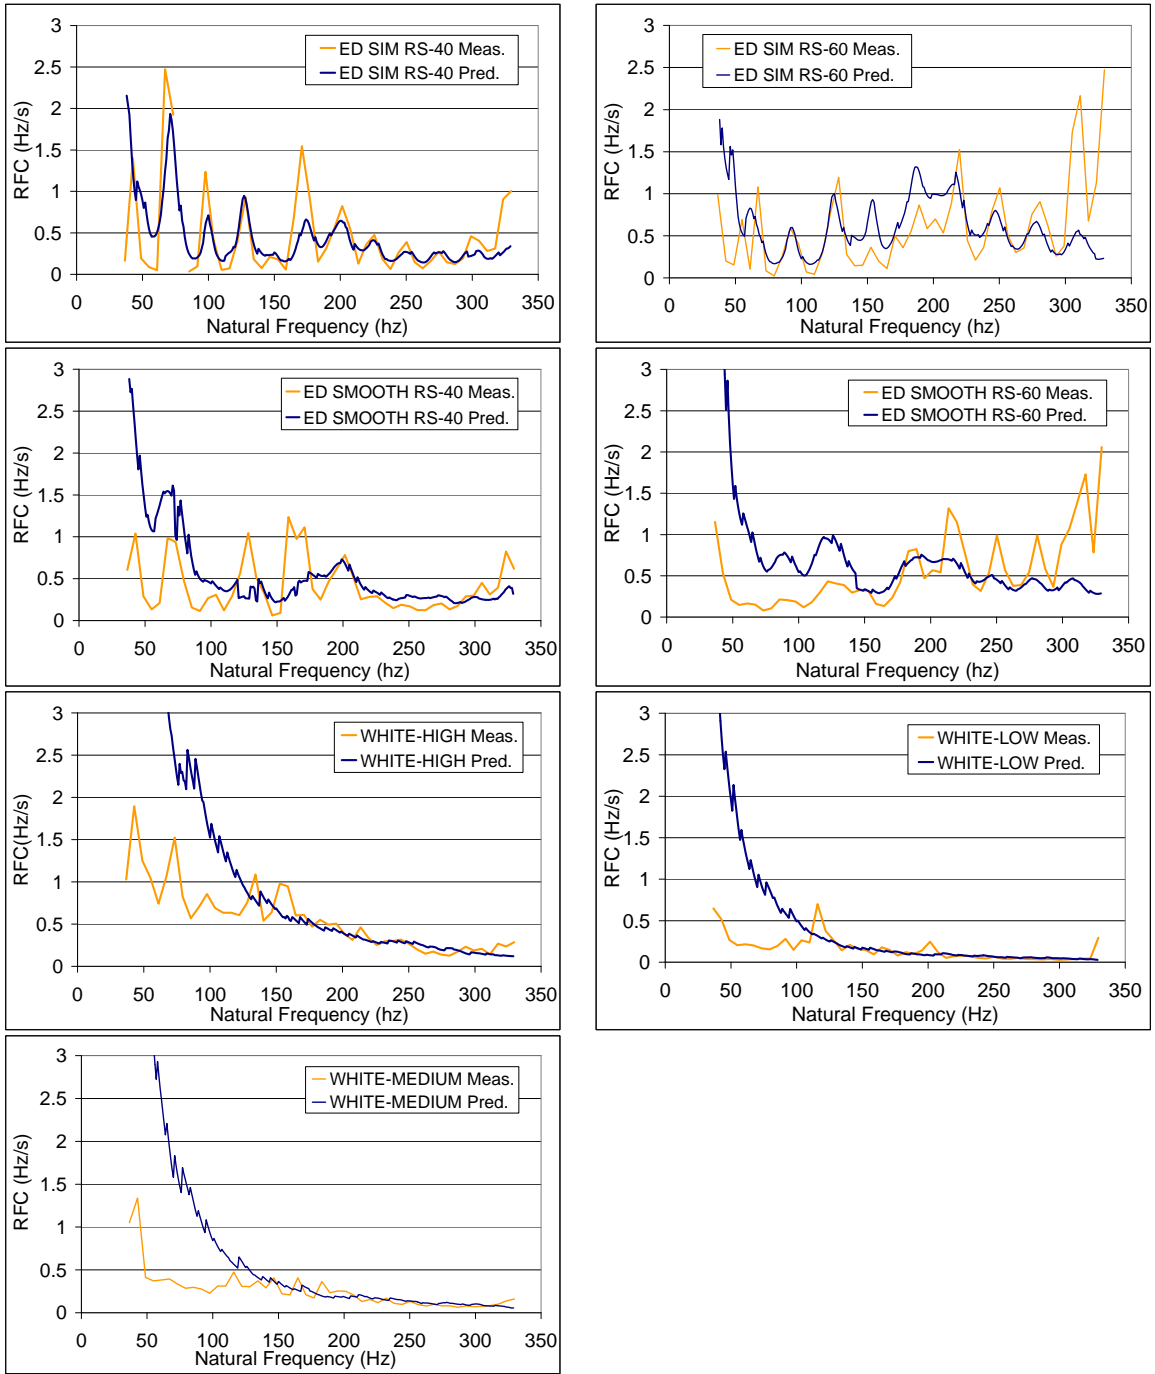 3
2.5
2
1.5
1
0.5
0
RFC (Hz/s)
ED SIM RS-40 Meas.
ED SIM RS-40 Pred.
0 50 100 150 200 250 300 350
Natural Frequency (hz)
3
2.5
2
1.5
1
0.5
0
RFC (Hz/s)
ED SIM RS-60 Meas.
ED SIM RS-60 Pred.
0 50 100 150 200 250 300 350
Natural Frequency (hz)
3
2.5
2
1.5
1
0.5
0
RFC (Hz/s)
ED SMOOTH RS-40 Meas.
ED SMOOTH RS-40 Pred.
0 50 100 150 200 250 300 350
Natural Frequency (hz)
3
2.5
2
1.5
1
0.5
0
RFC (Hz/s)
ED SMOOTH RS-60 Meas.
ED SMOOTH RS-60 Pred.
0 50 100 150 200 250 300 350
Natural Frequency (hz)
3
2.5
2
1.5
1
0.5
0
RFC(Hz/s)
WHITE-HIGH Meas.
WHITE-HIGH Pred.
0 50 100 150 200 250 300 350
Natural Frequency (hz)
3
2.5
2
1.5
1
0.5
0
RFC (Hz/s)
WHITE-LOW Meas.
WHITE-LOW Pred.
0 50 100 150 200 250 300 350
Natural Frequency (Hz)
3
2.5
2
1.5
1
0.5
0
RFC (Hz/s)
WHITE-MEDIUM Meas.
WHITE-MEDIUM Pred.
0 50 100 150 200 250 300 350
Natural Frequency (Hz)